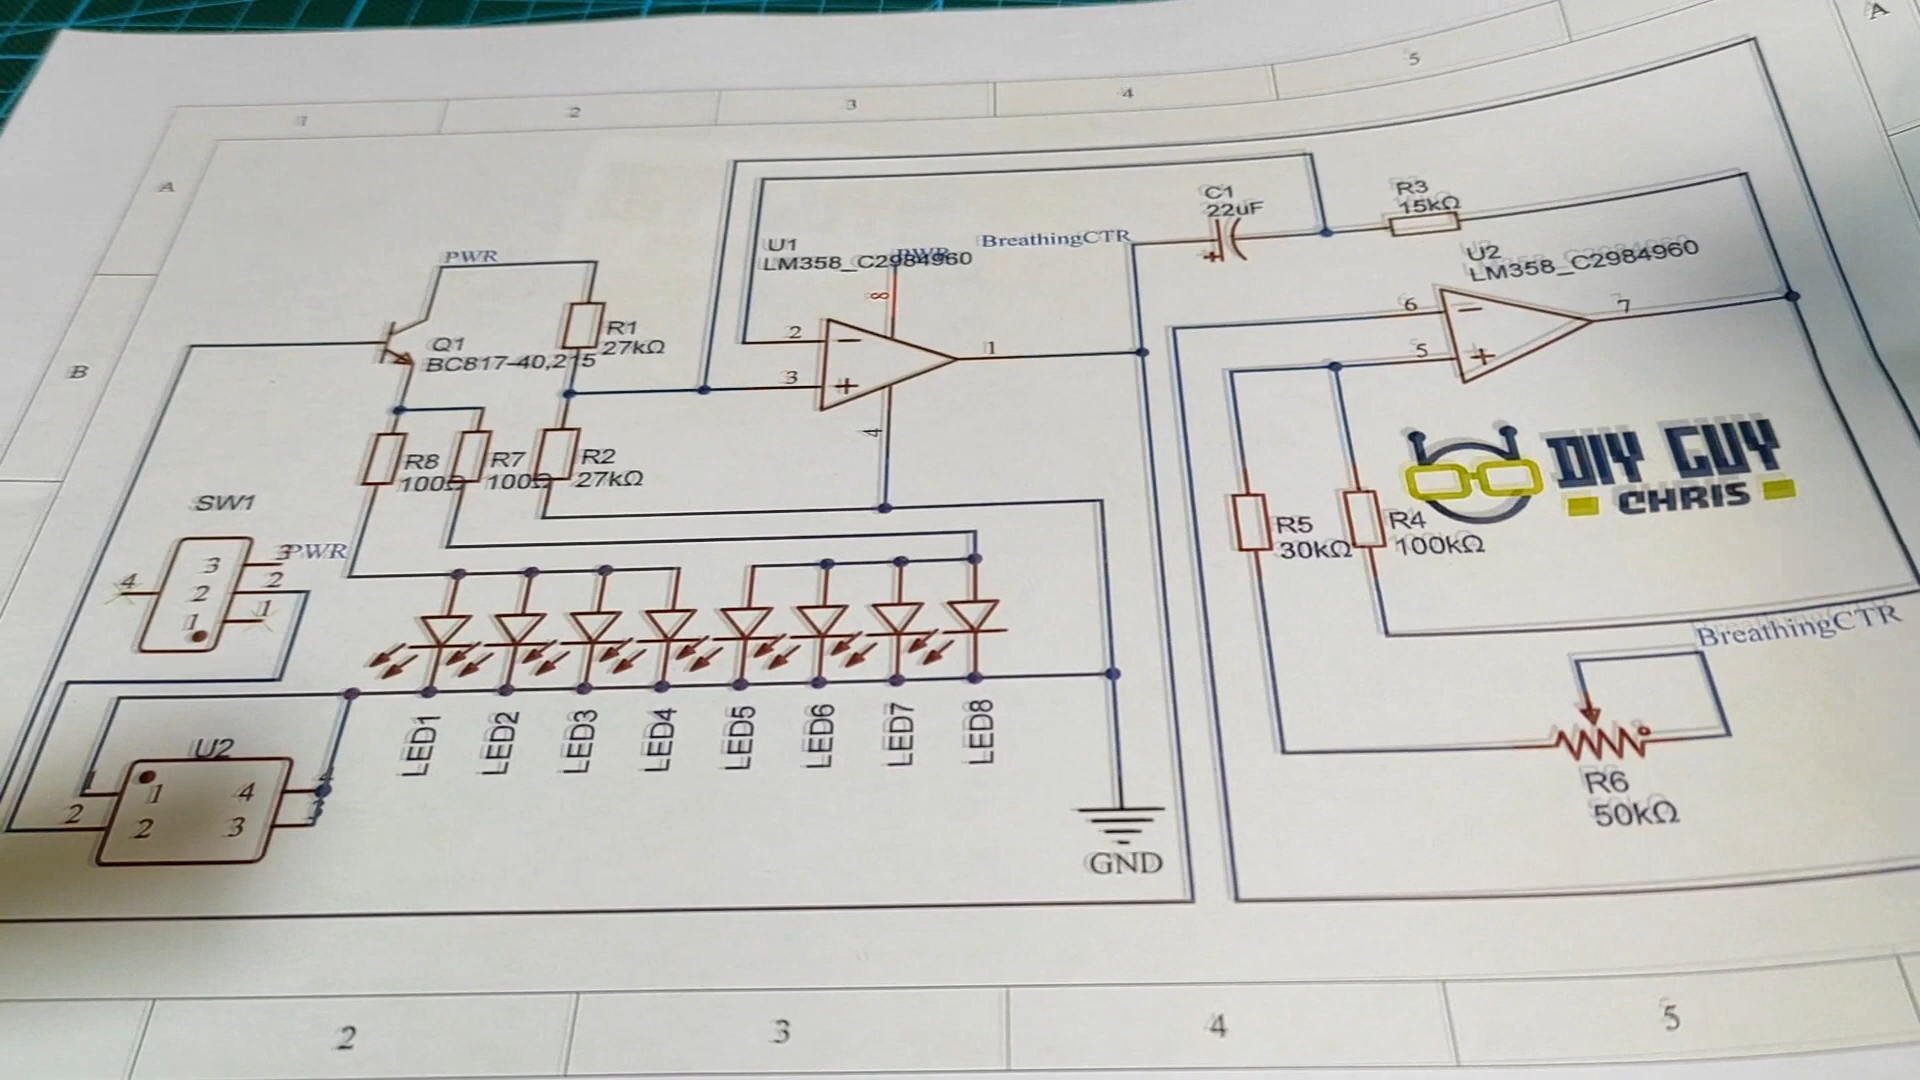 1
2
3
4
5
A
A
PWR
C1
22uF
R3
15kΩ
U1
LM358_C2984960
PWR
BreathingCTR
U2
LM358_C2984960
8
R1
27kΩ
Q1
BC817-40,215
2
3
1
4
6
5
7
B
R8
100Ω
R7
100Ω
R2
27kΩ
DIY GUY
CHRIS
SW1
3
2
1
4
3
2
1
PWR
R5
30kΩ
R4
100kΩ
BreathingCTR
LED1
LED2
LED3
LED4
LED5
LED6
LED7
LED8
U2
1
2
4
3
2
R6
50kΩ
GND
2
3
4
5